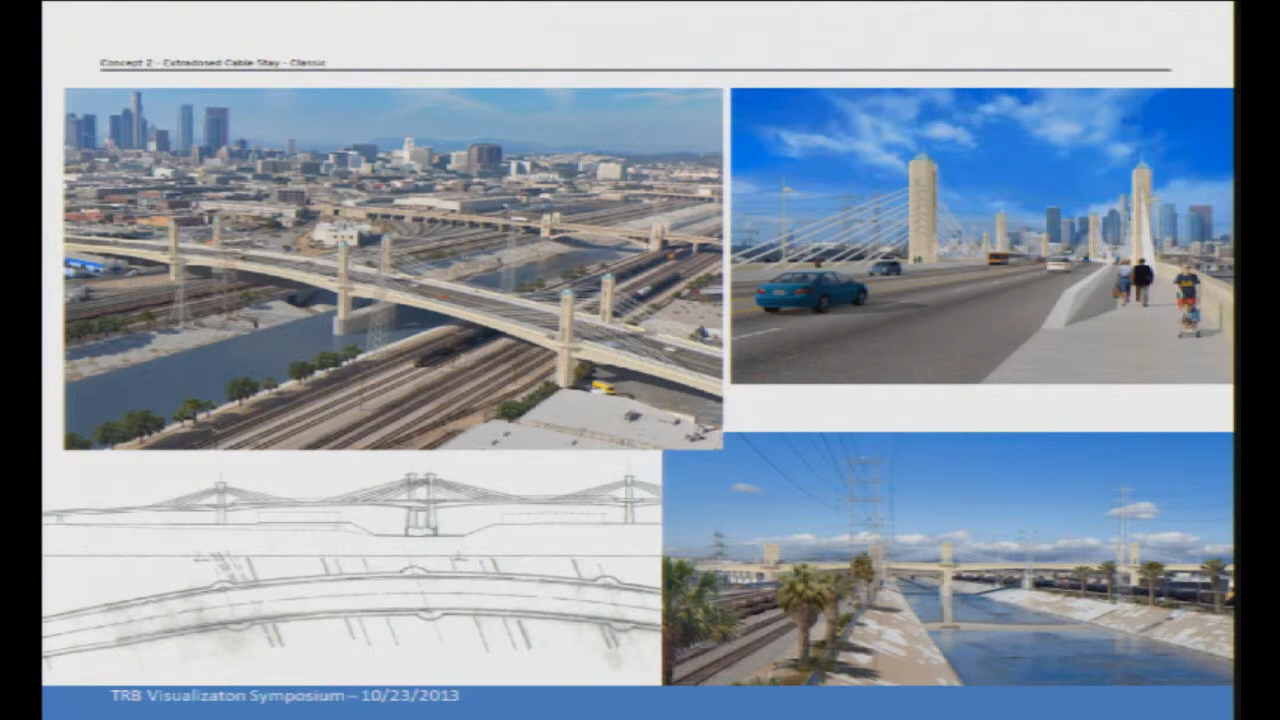 Concept 2 - Extradosed Cable Stay - Classic
TRB Visualizaton Symposium – 10/23/2013